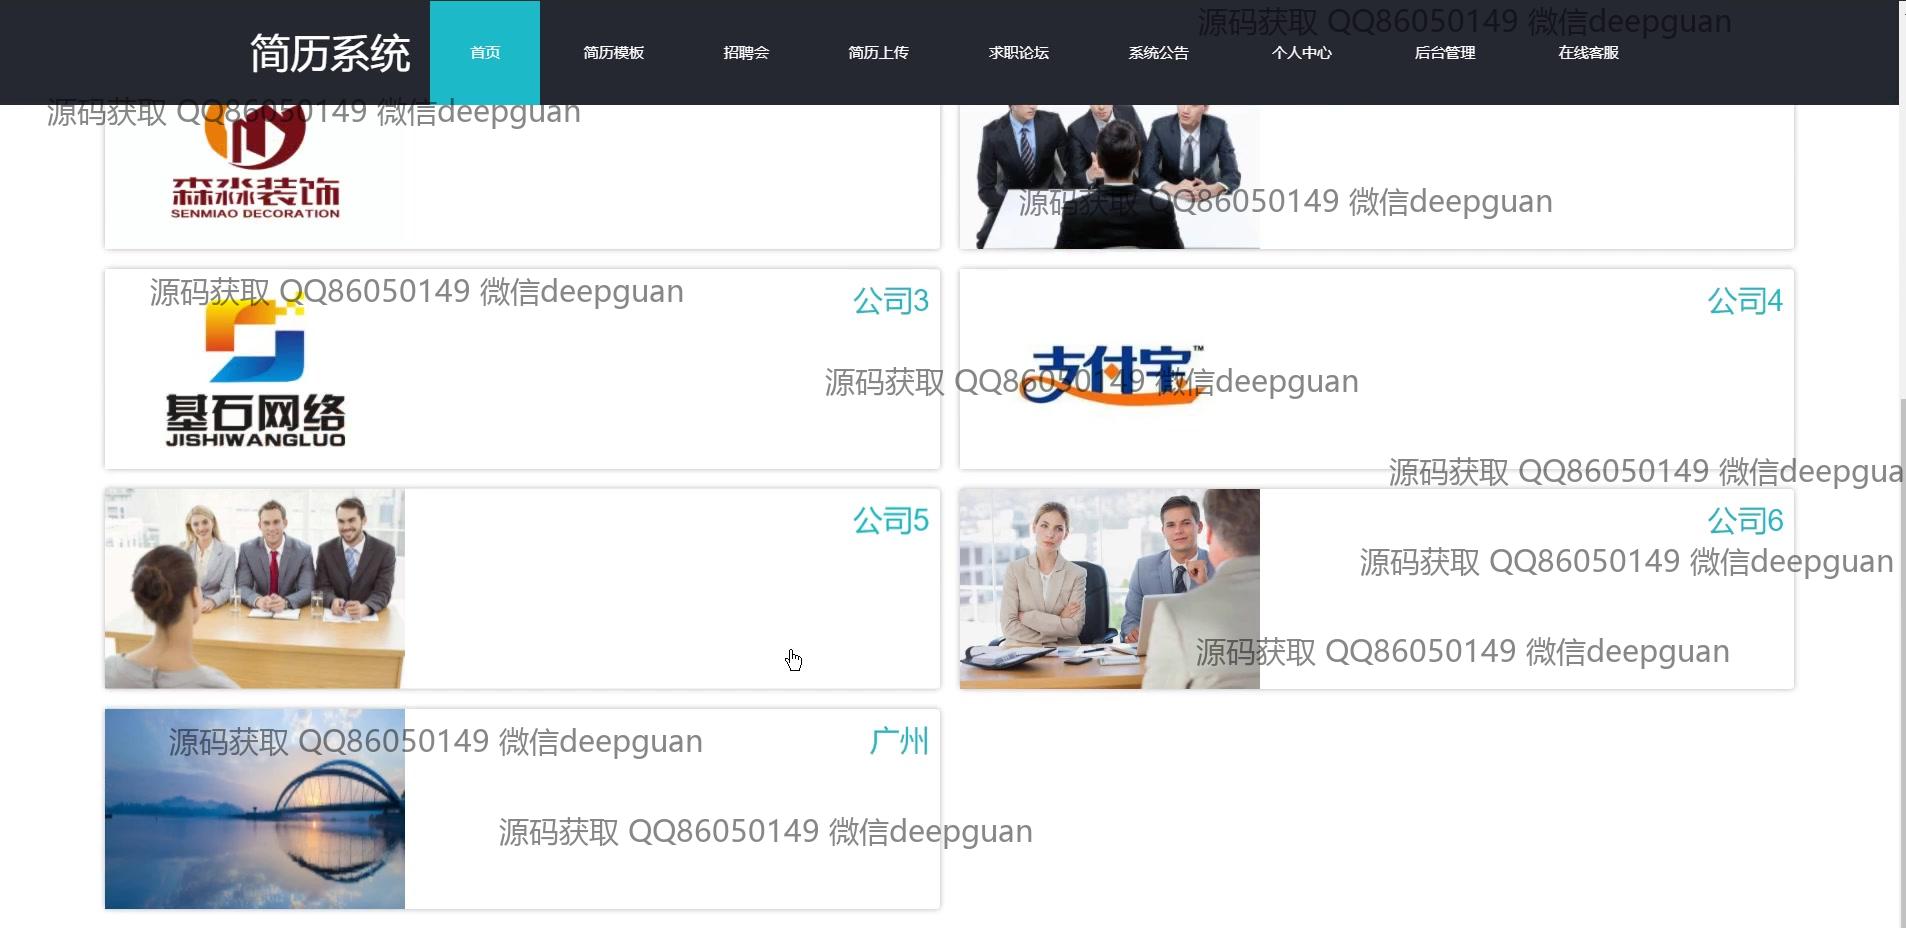 简历系统 首页 简历模板 招聘会 简历上传 求职论坛 系统公告 个人中心 后台管理 在线客服
源码获取 QQ86050149 微信deepguan
源码获取 QQ86050149 微信deepguan
森淼装饰
SENMIAO DECORATION
源码获取 QQ86050149 微信deepguan
源码获取 QQ86050149 微信deepguan
公司3
公司4
基石网络
JISHIWANGLUO
支付宝™
源码获取 QQ86050149 微信deepguan
源码获取 QQ86050149 微信deepgua
公司5
公司6
源码获取 QQ86050149 微信deepguan
源码获取 QQ86050149 微信deepguan
源码获取 QQ86050149 微信deepguan
广州
源码获取 QQ86050149 微信deepguan